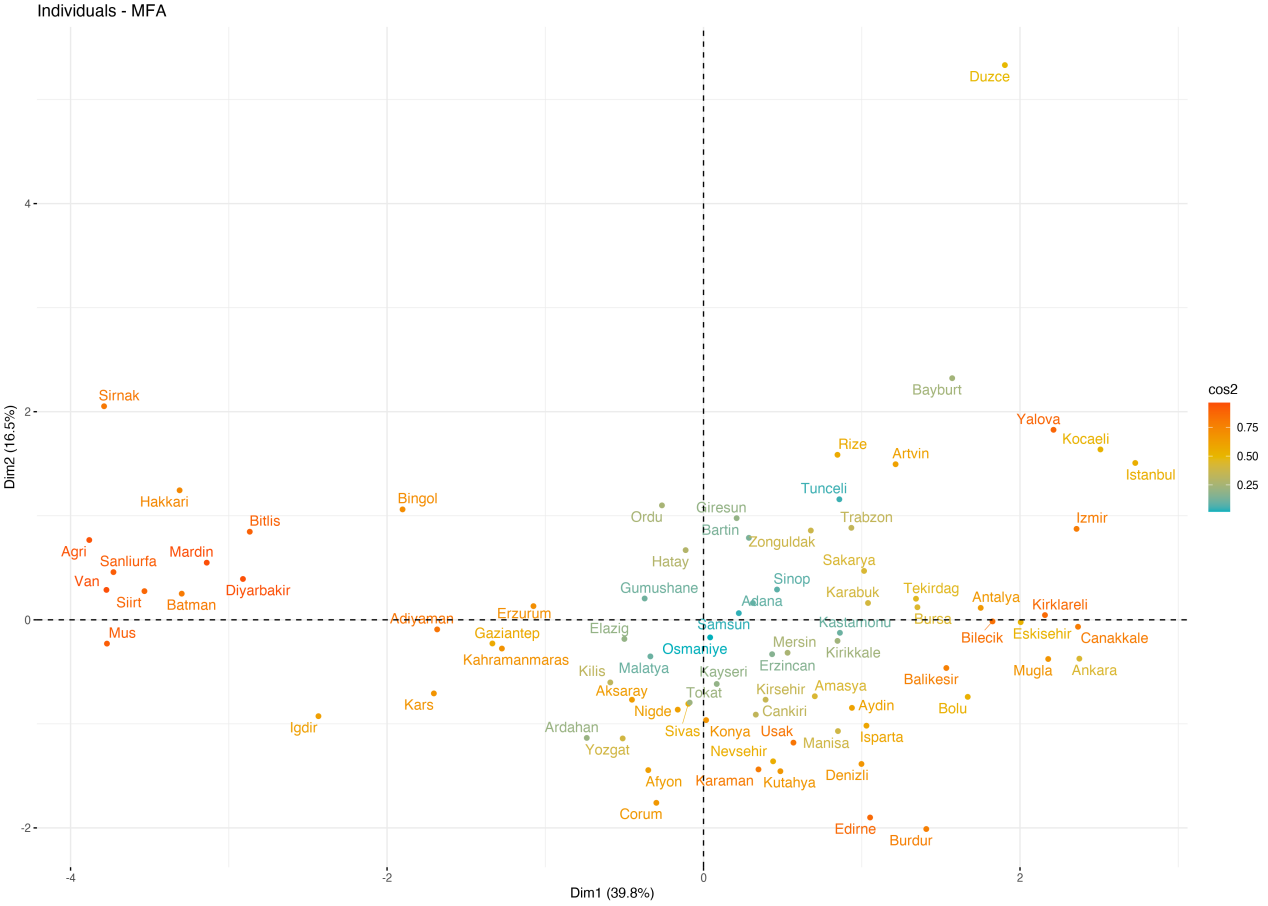 Individuals - MFA
Duzce
4
Bayburt
Sirnak
2
Yalova
Kocaeli
Rize
Artvin
Istanbul
Tunceli
Hakkari
Bingol
Ordu
Giresun
Trabzon
Izmir
Bitlis
Bartin
Zonguldak
Agri
Mardin
Sanliurfa
Hatay
Sakarya
Van
Diyarbakir
Siirt
Batman
Gumushane
Sinop
Adana
Karabuk
Tekirdag
Antalya
Kirklareli
Erzurum
Adiyaman
0
Samsun
Kastamonu
Bursa
Mus
Gaziantep
Elazig
Osmaniye
Bilecik
Eskisehir
Canakkale
Kahramanmaras
Malatya
Mersin
Kirikkale
Erzincan
Kilis
Kayseri
Mugla
Ankara
Balikesir
Aksaray
Tokat
Kirsehir
Amasya
Kars
Nigde
Cankiri
Aydin
Bolu
Igdir
Ardahan
Sivas
Konya
Usak
Isparta
Yozgat
Nevsehir
Manisa
Afyon
Karaman
Kutahya
Denizli
Corum
Edirne
-2
Burdur
-4
-2
0
2
Dim1 (39.8%)
Dim2 (16.5%)
cos2
0.75
0.50
0.25